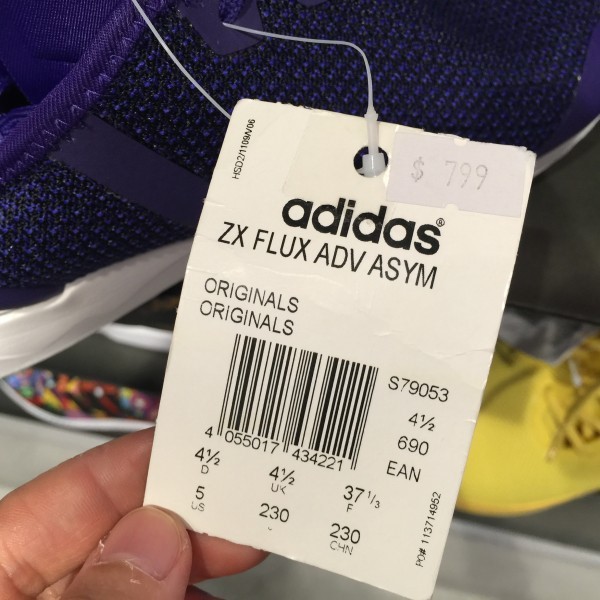 HSD2/1109/V06
$ 799
adidas®
ZX FLUX ADV ASYM
ORIGINALS
ORIGINALS
S79053
4½
690
EAN
4 055017 434221
4½ 4½ 37 1/3
D UK F
5 230 230
US J CHN
PO# 113714952